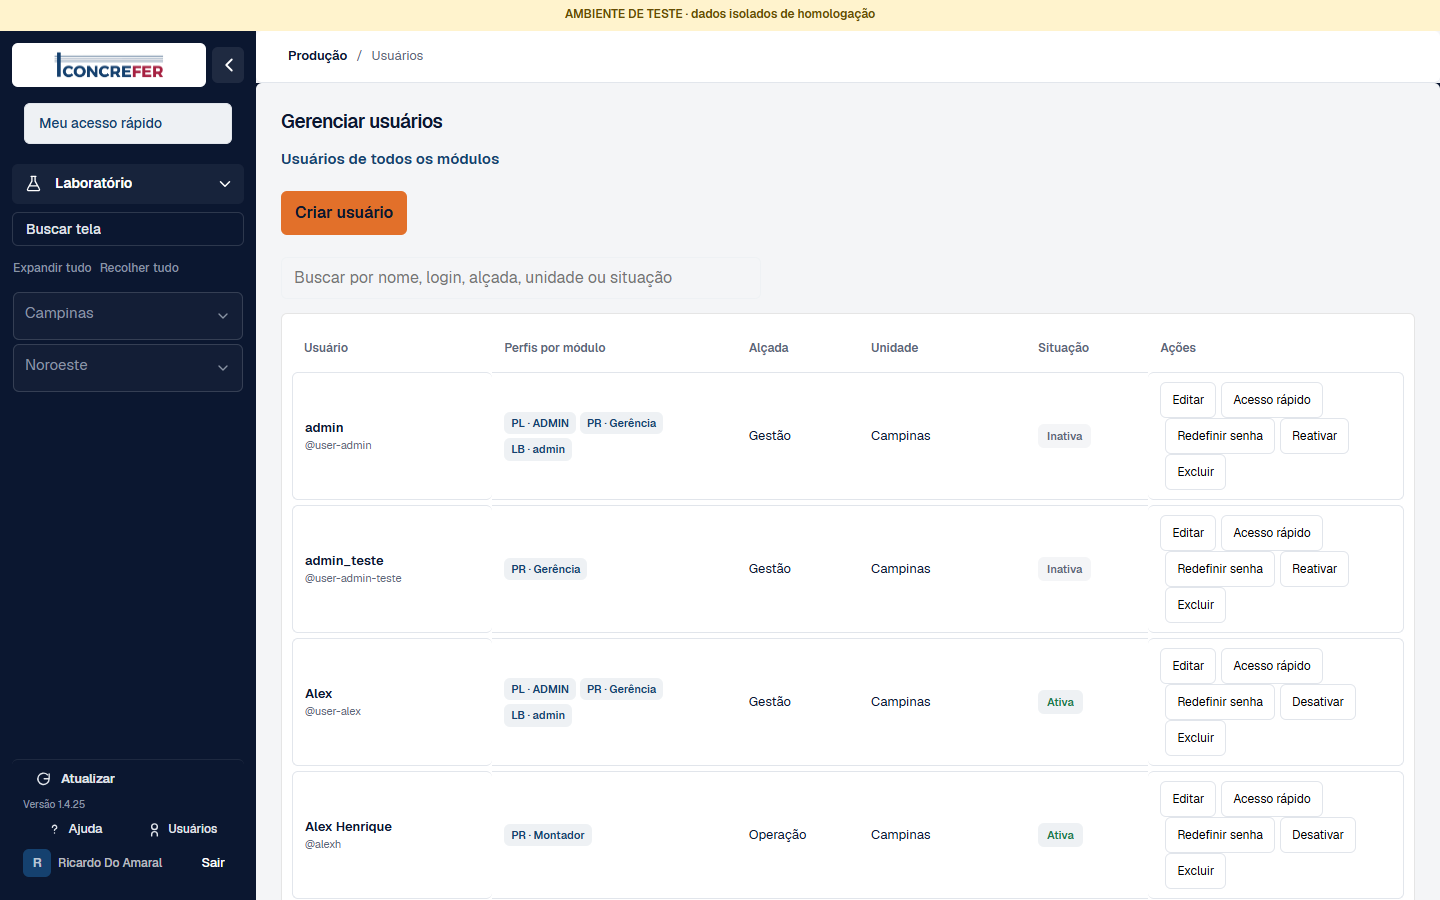 AMBIENTE DE TESTE · dados isolados de homologação
CONCREFER
Meu acesso rápido
Laboratório
Buscar tela
Expandir tudo Recolher tudo
Campinas
Noroeste
Atualizar
Versão 1.4.25
? Ajuda
Usuários
R Ricardo Do Amaral Sair
Produção / Usuários
Gerenciar usuários
Usuários de todos os módulos
Criar usuário
Buscar por nome, login, alçada, unidade ou situação
Usuário Perfis por módulo Alçada Unidade Situação Ações
admin
@user-admin
PL · ADMIN PR · Gerência
LB · admin
Gestão
Campinas
Inativa
Editar Acesso rápido
Redefinir senha Reativar
Excluir
admin_teste
@user-admin-teste
PR · Gerência
Gestão
Campinas
Inativa
Editar Acesso rápido
Redefinir senha Reativar
Excluir
Alex
@user-alex
PL · ADMIN PR · Gerência
LB · admin
Gestão
Campinas
Ativa
Editar Acesso rápido
Redefinir senha Desativar
Excluir
Alex Henrique
@alexh
PR · Montador
Operação
Campinas
Ativa
Editar Acesso rápido
Redefinir senha Desativar
Excluir